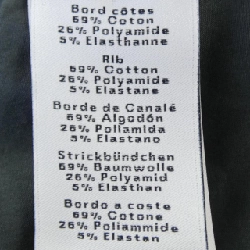 Bord côtes
69% Coton
26% Polyamide
5% Elasthanne
Rib
69% Cotton
26% Polyamide
5% Elastane
Borde de Canalé
69% Algodón
26% Poliamida
5% Elastano
Strickbündchen
69% Baumwolle
26% Polyamid
5% Elasthan
Bordo a coste
69% Cotone
26% Poliammide
5% Elastan